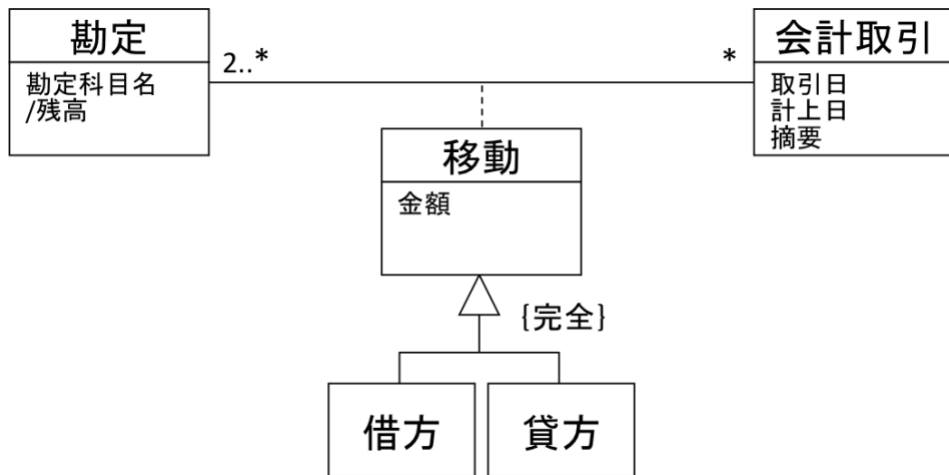 勘定
勘定科目名
/残高
2..*
*
会計取引
取引日
計上日
摘要
移動
金額
{完全}
借方
貸方